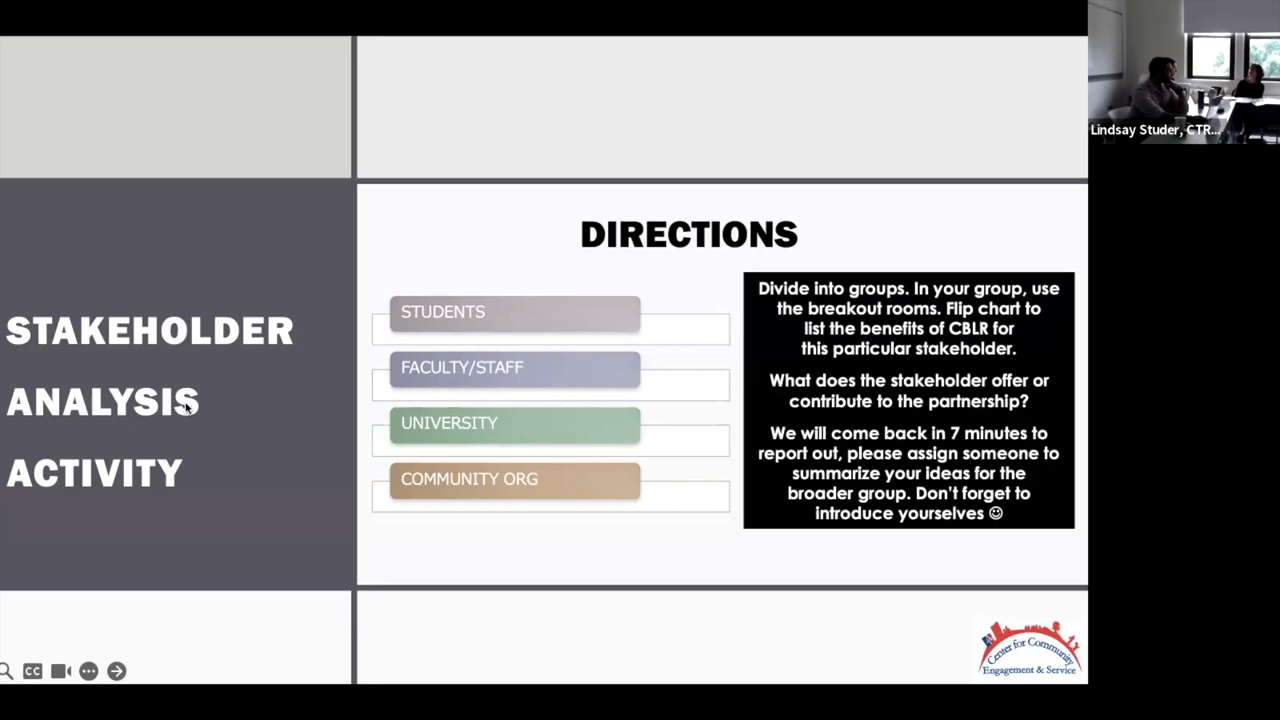 Lindsay Studer, CTR...
STAKEHOLDER
ANALYSIS
ACTIVITY
DIRECTIONS
STUDENTS
FACULTY/STAFF
UNIVERSITY
COMMUNITY ORG
Divide into groups. In your group, use
the breakout rooms. Flip chart to
list the benefits of CBLR for
this particular stakeholder.
What does the stakeholder offer or
contribute to the partnership?
We will come back in 7 minutes to
report out, please assign someone to
summarize your ideas for the
broader group. Don't forget to
introduce yourselves ☺
Center for Community
Engagement & Service
CC